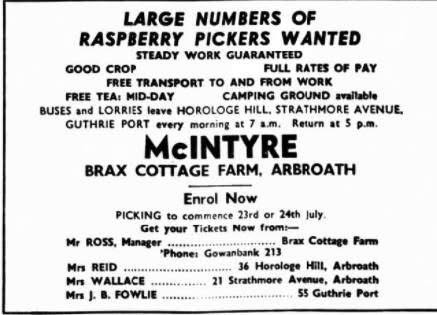 LARGE NUMBERS OF
RASPBERRY PICKERS WANTED
STEADY WORK GUARANTEED
GOOD CROP FULL RATES OF PAY
FREE TRANSPORT TO AND FROM WORK
FREE TEA: MID-DAY CAMPING GROUND available
BUSES and LORRIES leave HOROLOGE HILL, STRATHMORE AVENUE,
GUTHRIE PORT every morning at 7 a.m. Return at 5 p.m.
McINTYRE
BRAX COTTAGE FARM, ARBROATH
Enrol Now
PICKING to commence 23rd or 24th July.
Get your Tickets Now from:—
Mr ROSS, Manager .............................. Brax Cottage Farm
'Phone: Gowanbank 213
Mrs REID .............................. 36 Horologe Hill, Arbroath
Mrs WALLACE .................... 21 Strathmore Avenue, Arbroath
Mrs J. B. FOWLIE .................................... 55 Guthrie Port